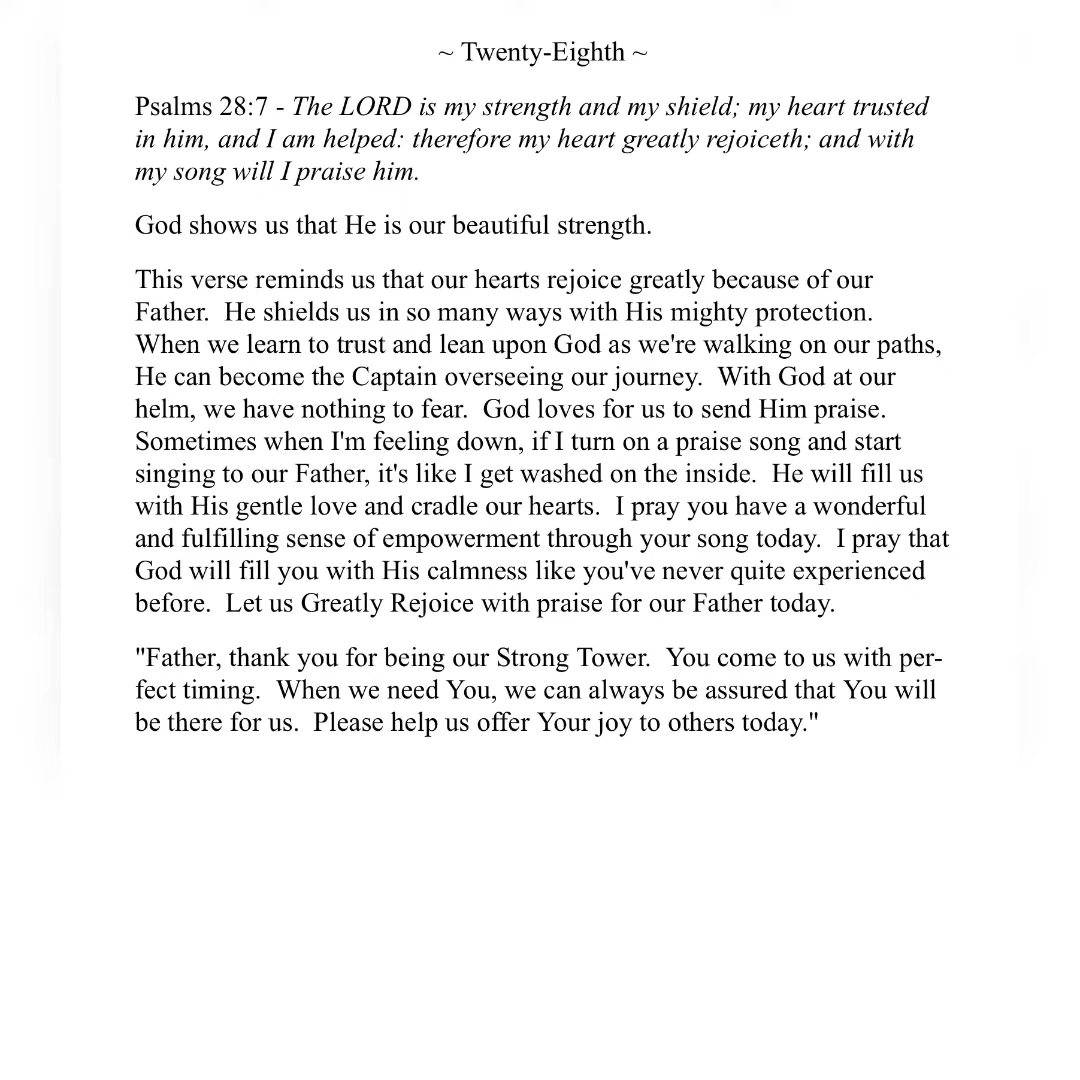 ~ Twenty-Eighth ~
Psalms 28:7 - The LORD is my strength and my shield; my heart trusted
in him, and I am helped: therefore my heart greatly rejoiceth; and with
my song will I praise him.
God shows us that He is our beautiful strength.
This verse reminds us that our hearts rejoice greatly because of our
Father.  He shields us in so many ways with His mighty protection.
When we learn to trust and lean upon God as we're walking on our paths,
He can become the Captain overseeing our journey.  With God at our
helm, we have nothing to fear.  God loves for us to send Him praise.
Sometimes when I'm feeling down, if I turn on a praise song and start
singing to our Father, it's like I get washed on the inside.  He will fill us
with His gentle love and cradle our hearts.  I pray you have a wonderful
and fulfilling sense of empowerment through your song today.  I pray that
God will fill you with His calmness like you've never quite experienced
before.  Let us Greatly Rejoice with praise for our Father today.
"Father, thank you for being our Strong Tower.  You come to us with per-
fect timing.  When we need You, we can always be assured that You will
be there for us.  Please help us offer Your joy to others today."